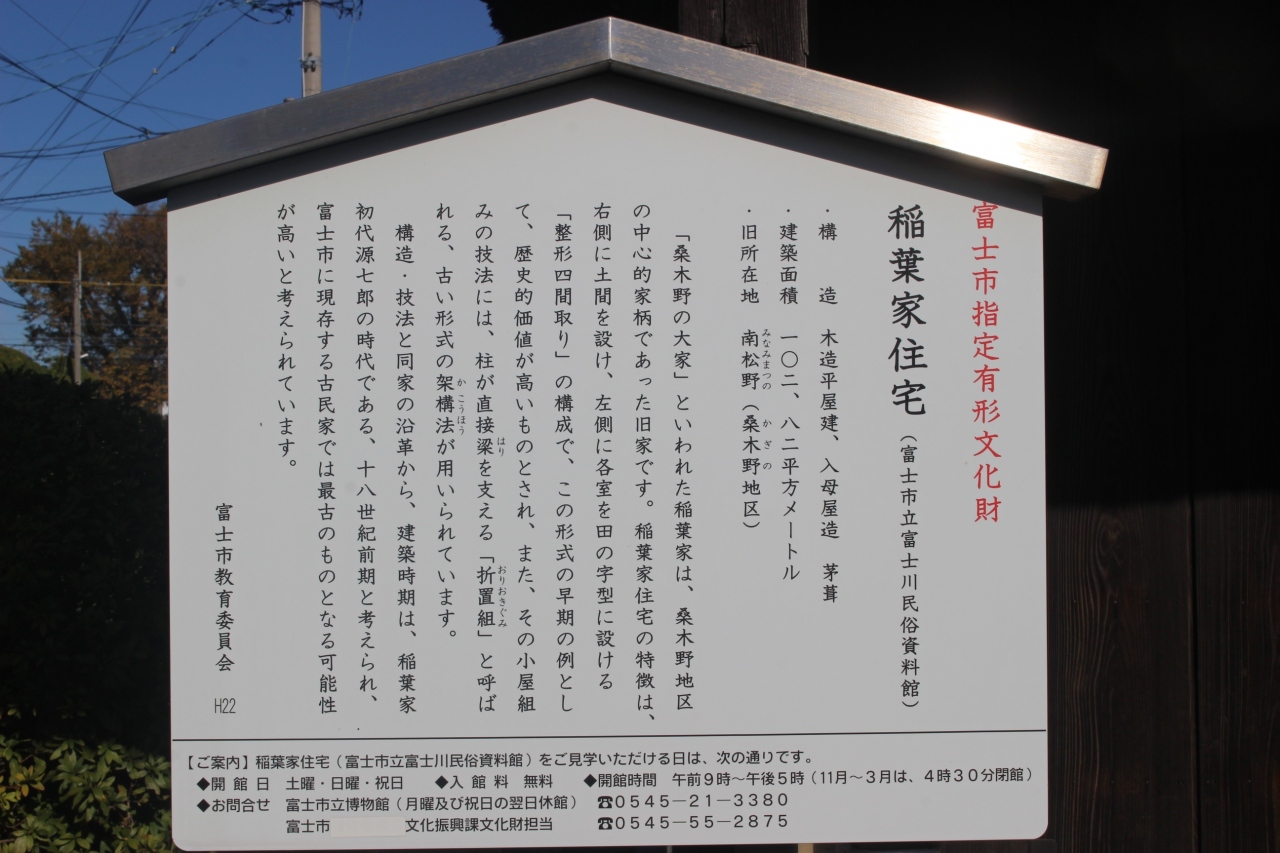 富士市指定有形文化財
稲葉家住宅（富士市立富士川民俗資料館）
・構　造　木造平屋建、入母屋造　茅葺
・建築面積　一〇二、八二平方メートル
・旧所在地　南松野（桑木野地区）
みなみまつの　かぎの
「桑木野の大家」といわれた稲葉家は、桑木野地区
の中心的家柄であった旧家です。稲葉家住宅の特徴は、
右側に土間を設け、左側に各室を田の字型に設ける
「整形四間取り」の構成で、この形式の早期の例とし
て、歴史的価値が高いものとされ、また、その小屋組
みの技法には、柱が直接梁を支える「折置組」と呼ば
はり　おりおきぐみ
れる、古い形式の架構法が用いられています。
かこうほう
構造・技法と同家の沿革から、建築時期は、稲葉家
初代源七郎の時代である、十八世紀前期と考えられ、
富士市に現存する古民家では最古のものとなる可能性
が高いと考えられています。
富士市教育委員会　H22
【ご案内】稲葉家住宅（富士市立富士川民俗資料館）をご見学いただける日は、次の通りです。
◆開館日　土曜・日曜・祝日　◆入館料　無料　◆開館時間　午前９時～午後５時（11月～３月は、４時３０分閉館）
◆お問合せ　富士市立博物館（月曜及び祝日の翌日休館）　☎０５４５－２１－３３８０
富士市　文化振興課文化財担当　☎０５４５－５５－２８７５